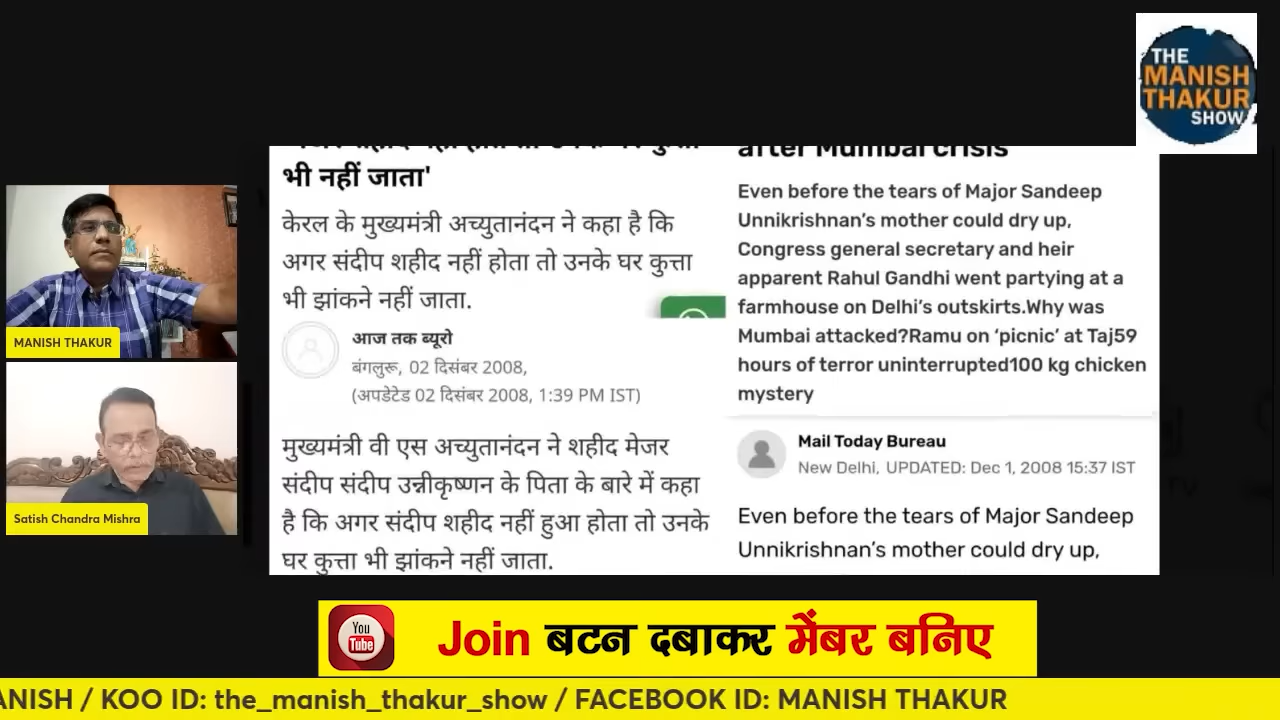 THE
MANISH
THAKUR
SHOW
भी नहीं जाता'
केरल के मुख्यमंत्री अच्युतानंदन ने कहा है कि
अगर संदीप शहीद नहीं होता तो उनके घर कुत्ता
भी झांकने नहीं जाता.
आज तक ब्यूरो
बंगलुरू, 02 दिसंबर 2008,
(अपडेटेड 02 दिसंबर 2008, 1:39 PM IST)
मुख्यमंत्री वी एस अच्युतानंदन ने शहीद मेजर
संदीप संदीप उन्नीकृष्णन के पिता के बारे में कहा
है कि अगर संदीप शहीद नहीं हुआ होता तो उनके
घर कुत्ता भी झांकने नहीं जाता.
after Mumbai crisis
Even before the tears of Major Sandeep
Unnikrishnan's mother could dry up,
Congress general secretary and heir
apparent Rahul Gandhi went partying at a
farmhouse on Delhi's outskirts.Why was
Mumbai attacked?Ramu on 'picnic' at Taj59
hours of terror uninterrupted100 kg chicken
mystery
Mail Today Bureau
New Delhi, UPDATED: Dec 1, 2008 15:37 IST
Even before the tears of Major Sandeep
Unnikrishnan's mother could dry up,
MANISH THAKUR
Satish Chandra Mishra
You
Tube
Join बटन दबाकर मेंबर बनिए
ANISH / KOO ID: the_manish_thakur_show / FACEBOOK ID: MANISH THAKUR